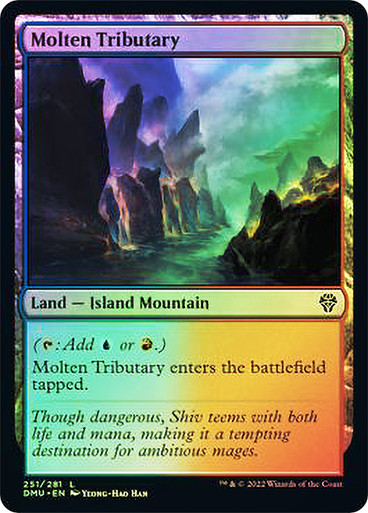 Molten Tributary
Land — Island Mountain
( : Add or .)
Molten Tributary enters the battlefield
tapped.
Though dangerous, Shiv teems with both
life and mana, making it a tempting
destination for ambitious mages.
251/281 L
DMU • EN Yeong-Hao Han
™ & © 2022 Wizards of the Coast